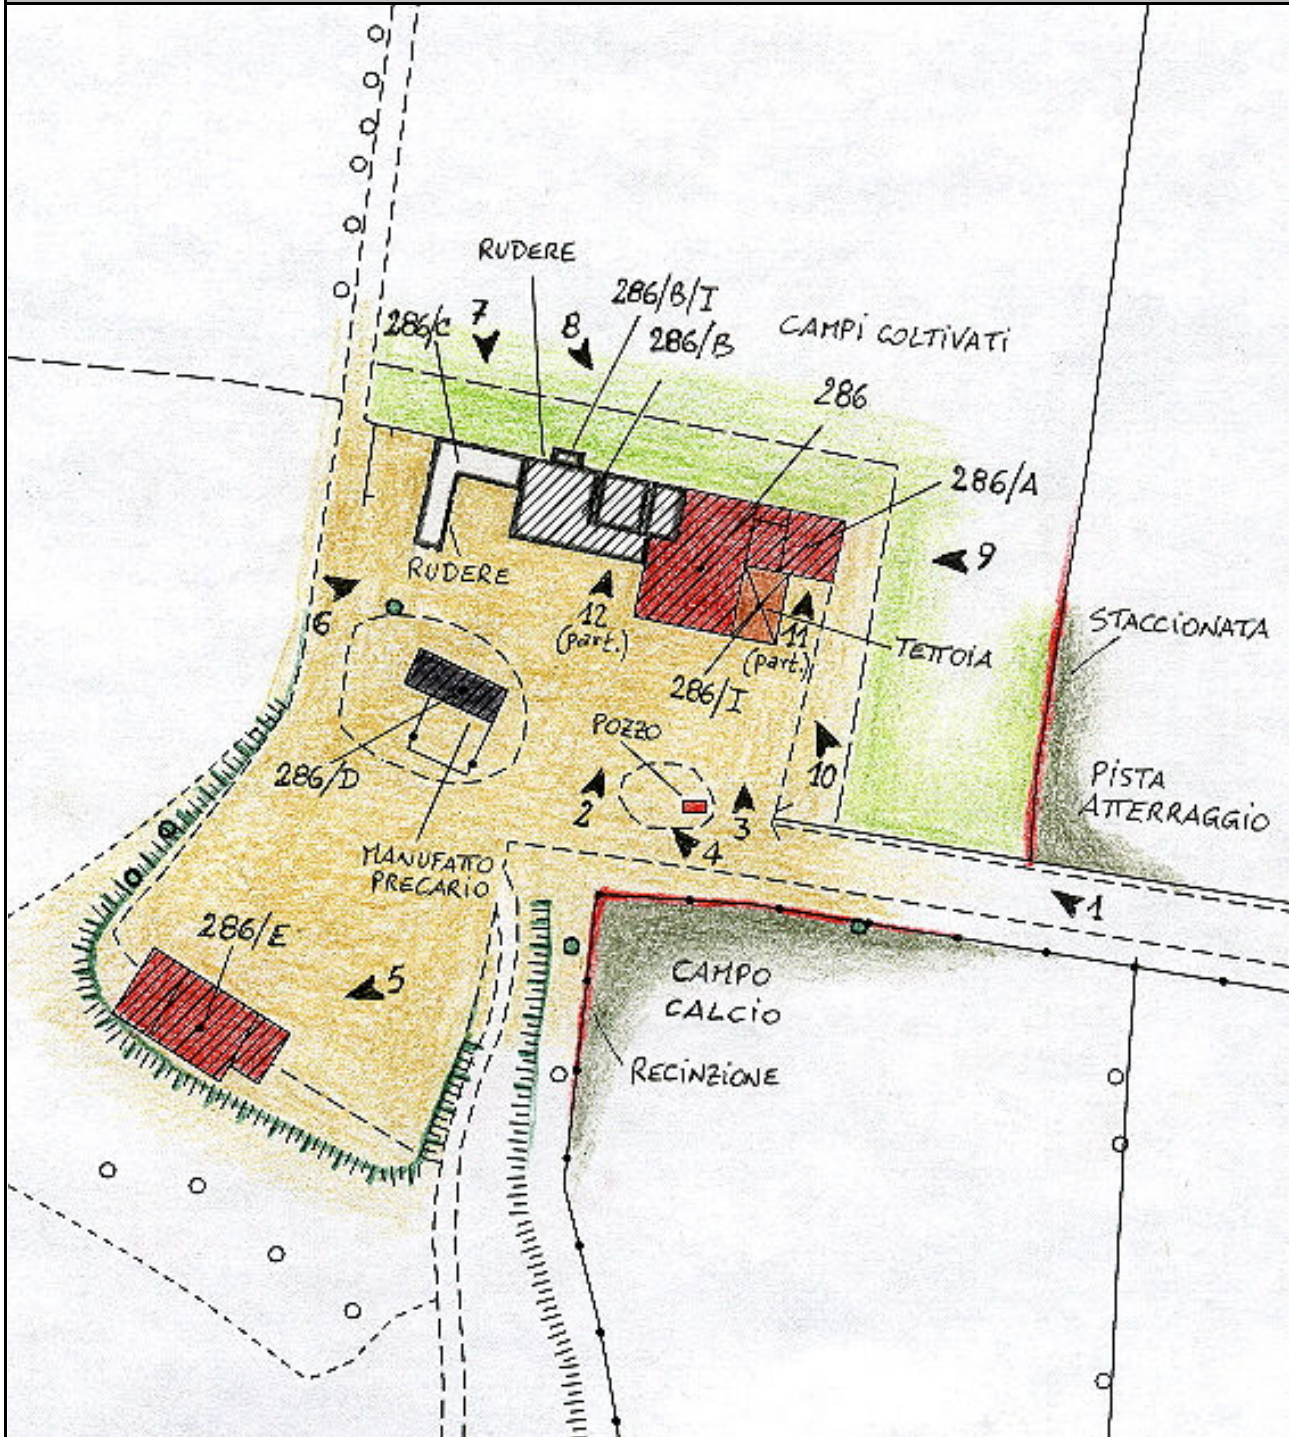 RUDERE
286/B/I
286/C
7
8
286/B
CAMPI COLTIVATI
286
286/A
9
RUDERE
6
12
(part.)
11
(part.)
TETTOIA
STACCIONATA
286/I
POZZO
286/D
2
3
10
4
PISTA
ATTERRAGGIO
MANUFATTO
PRECARIO
1
286/E
5
CAMPO
CALCIO
RECINZIONE